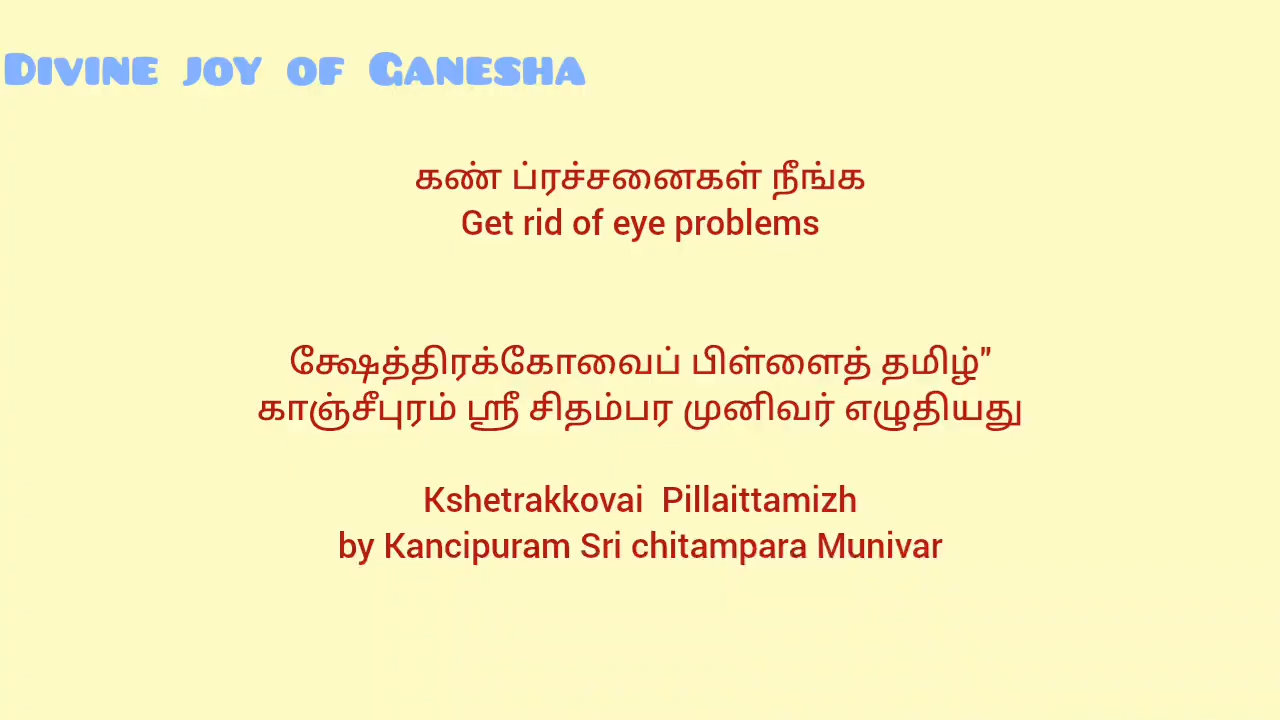 Divine joy of Ganesha
கண் ப்ரச்சனைகள் நீங்க
Get rid of eye problems
க்ஷேத்திரக்கோவைப் பிள்ளைத் தமிழ்"
காஞ்சீபுரம் ஸ்ரீ சிதம்பர முனிவர் எழுதியது
Kshetrakkovai Pillaittamizh
by Kancipuram Sri chitampara Munivar